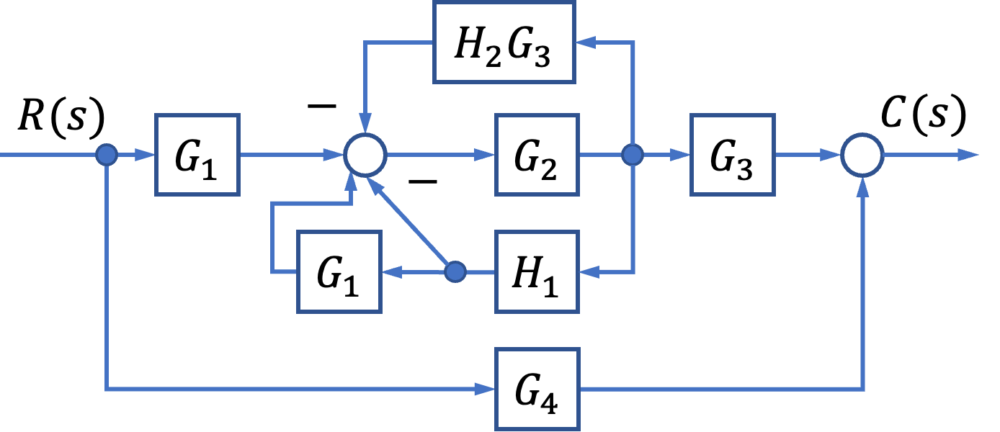 H₂G₃
R(s)
−
C(s)
G₁
G₂
G₃
−
G₁
H₁
G₄